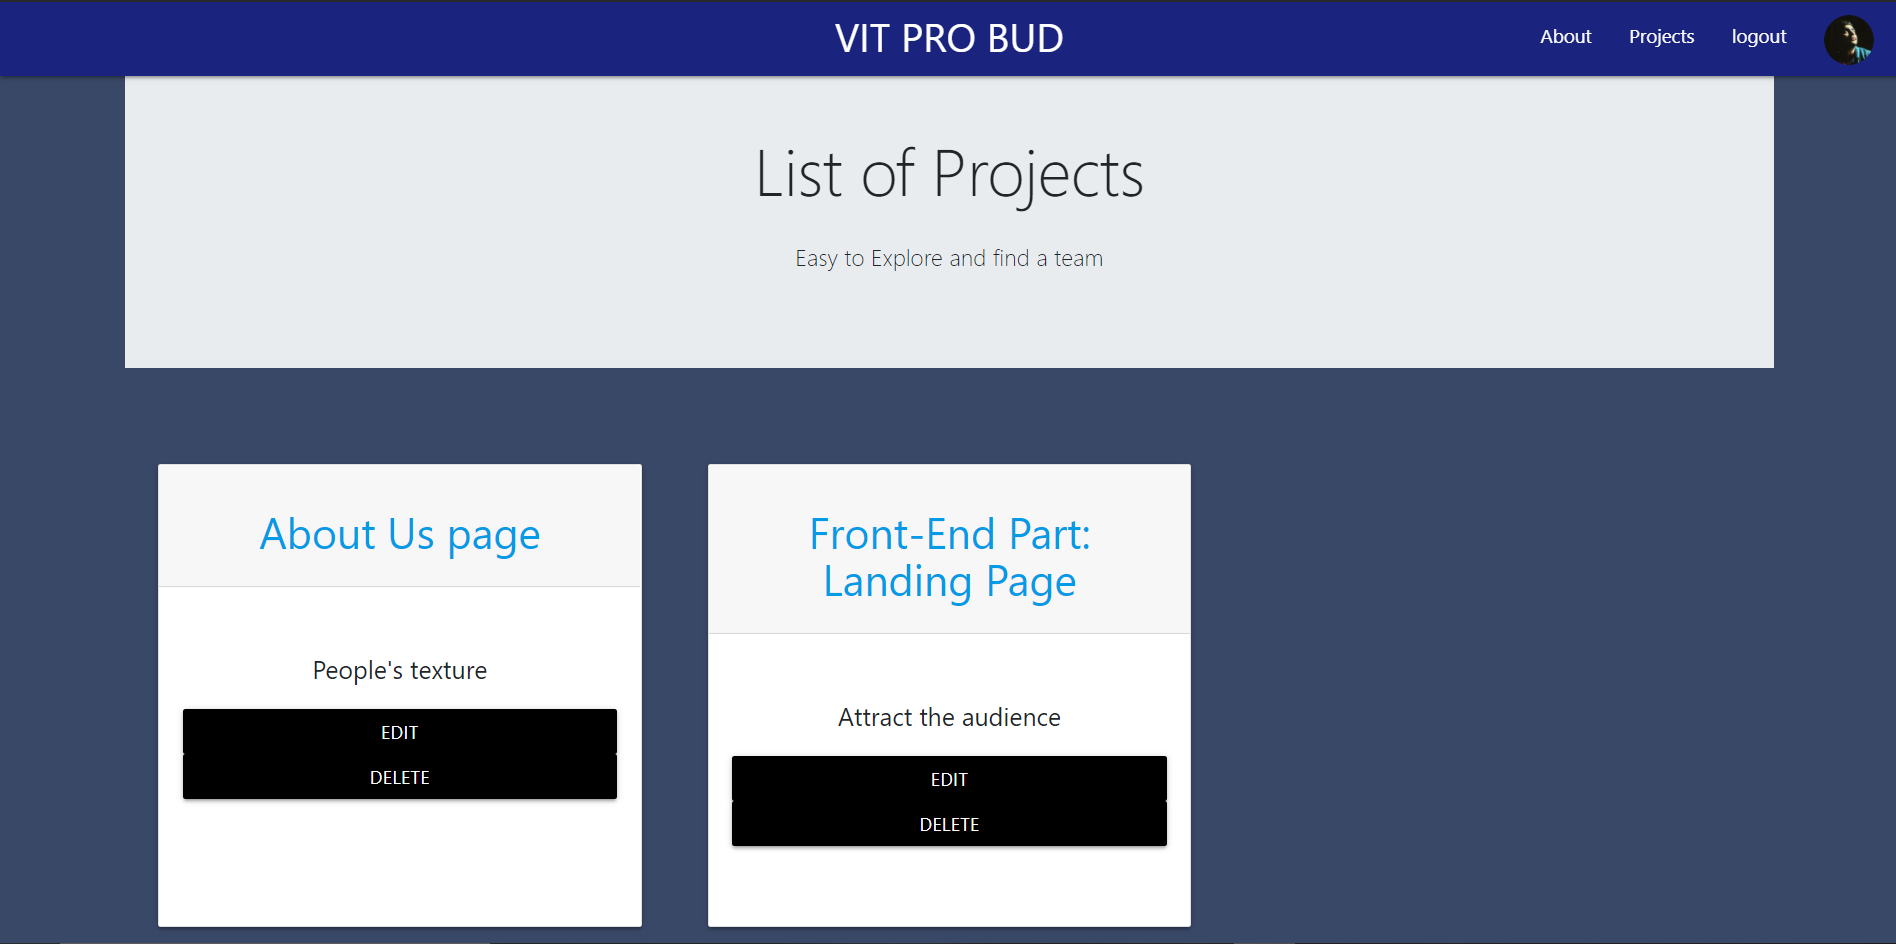 VIT PRO BUD
About Projects logout
List of Projects
Easy to Explore and find a team
About Us page
People's texture
EDIT
DELETE
Front-End Part:
Landing Page
Attract the audience
EDIT
DELETE